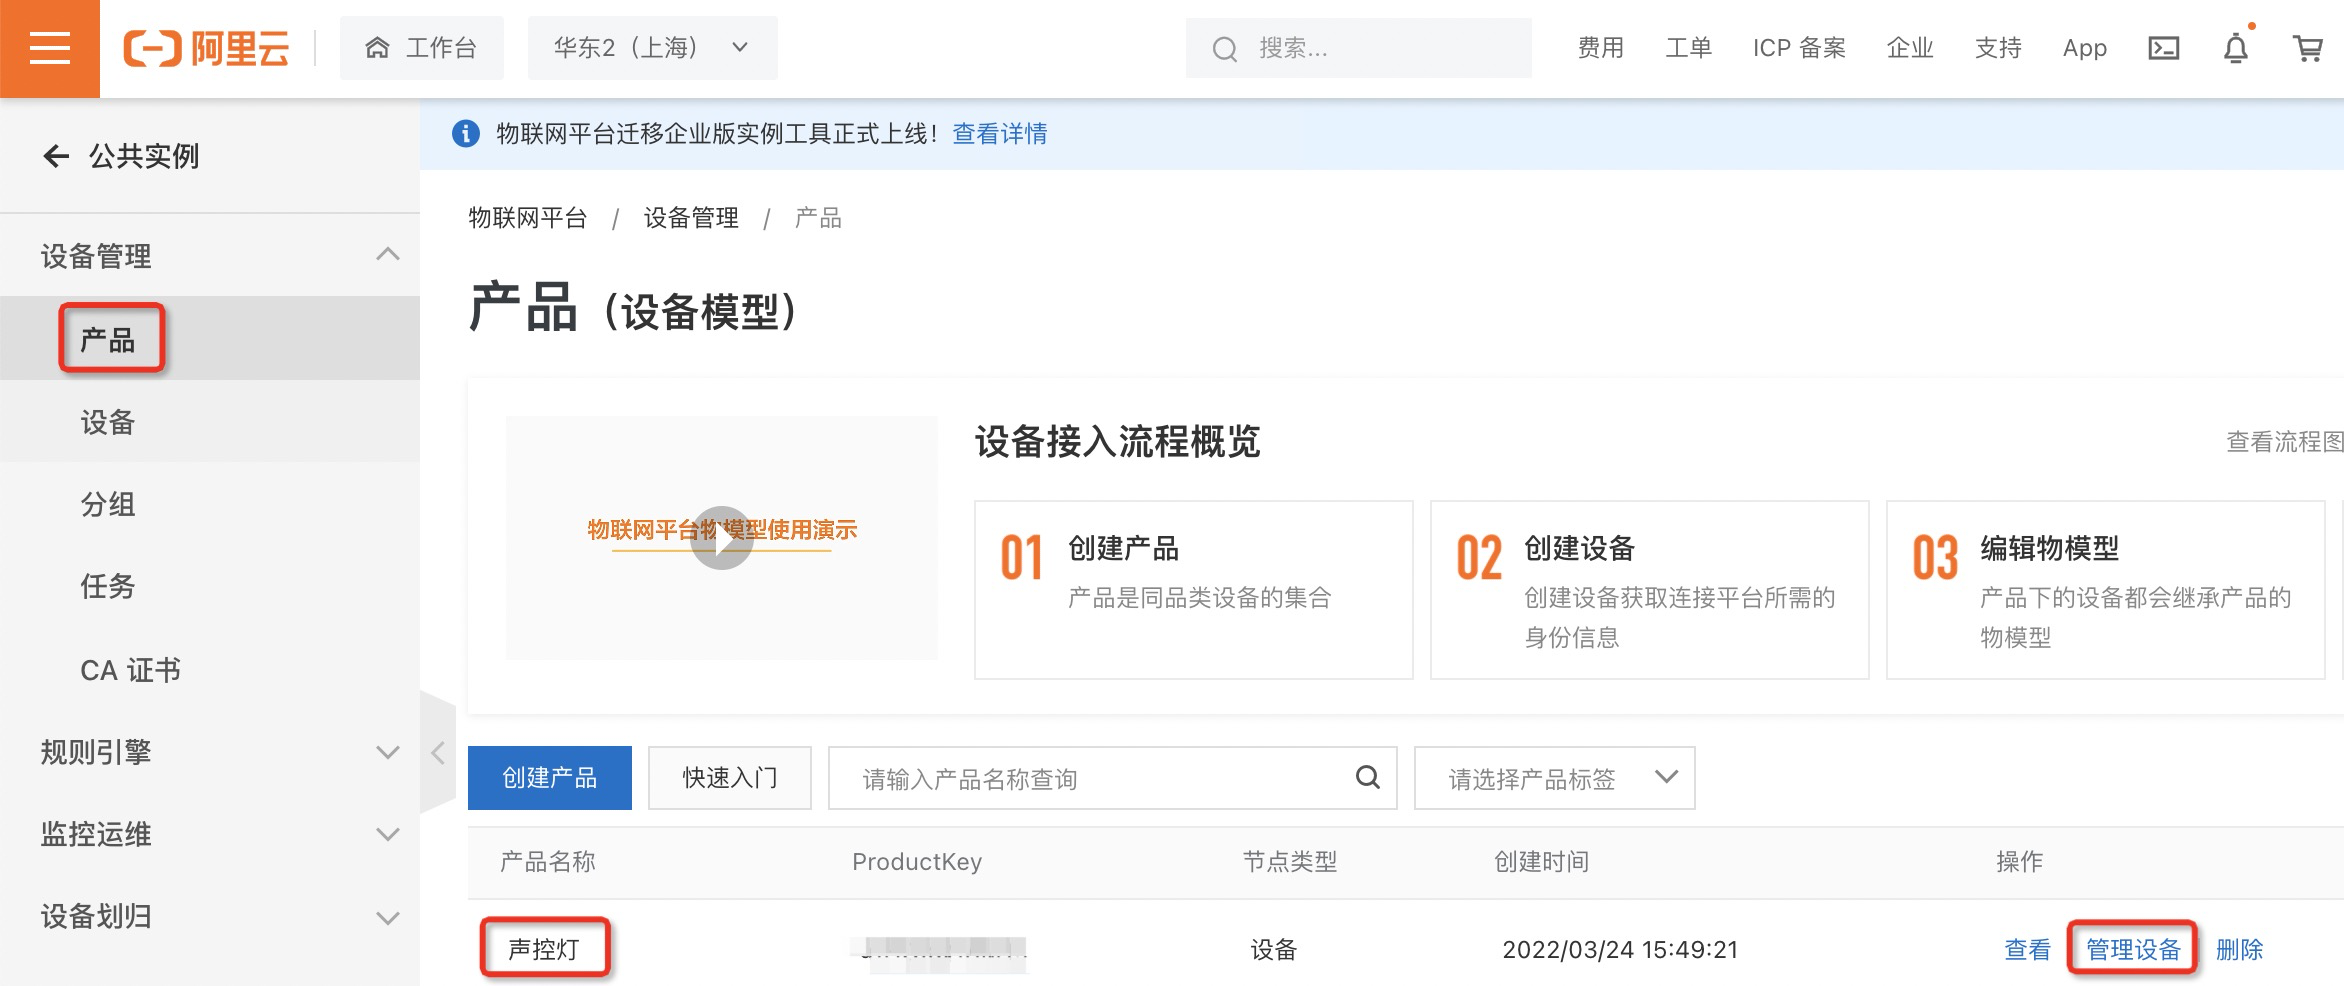 阿里云
工作台
华东2（上海）
搜索...
费用
工单
ICP 备案
企业
支持
App
公共实例
设备管理
产品
设备
分组
任务
CA 证书
规则引擎
监控运维
设备划归
物联网平台迁移企业版实例工具正式上线！查看详情
物联网平台 / 设备管理 / 产品
产品（设备模型）
物联网平台物模型使用演示
设备接入流程概览
查看流程图
01 创建产品
产品是同品类设备的集合
02 创建设备
创建设备获取连接平台所需的
身份信息
03 编辑物模型
产品下的设备都会继承产品的
物模型
创建产品
快速入门
请输入产品名称查询
请选择产品标签
产品名称 ProductKey 节点类型 创建时间 操作
声控灯 设备 2022/03/24 15:49:21 查看 管理设备 删除